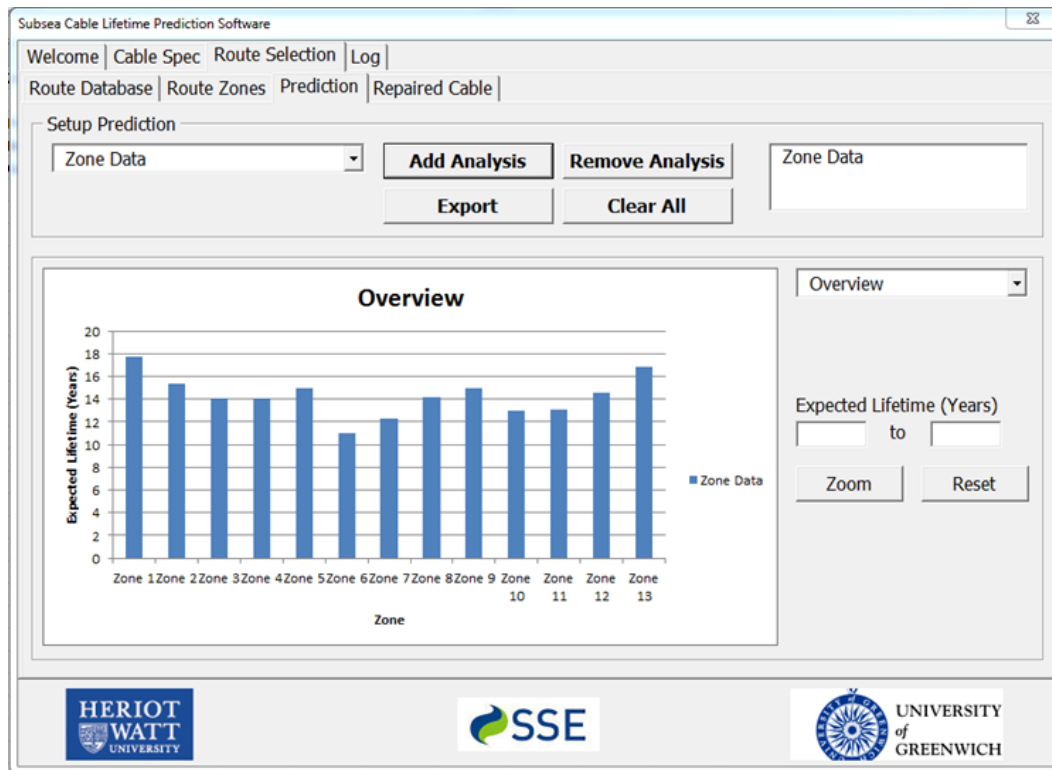 Subsea Cable Lifetime Prediction Software
Welcome Cable Spec Route Selection Log
Route Database Route Zones Prediction Repaired Cable
Setup Prediction
Zone Data Add Analysis Remove Analysis Zone Data
Export Clear All
Overview
Overview
20
18
16
14
12
10
8
6
4
2
0
Expected Lifetime (Years)
Zone 1 Zone 2 Zone 3 Zone 4 Zone 5 Zone 6 Zone 7 Zone 8 Zone 9 Zone 10 Zone 11 Zone 12 Zone 13
Zone
Zone Data
Expected Lifetime (Years)
to
Zoom Reset
HERIOT
WATT
UNIVERSITY
SSE
UNIVERSITY
of
GREENWICH